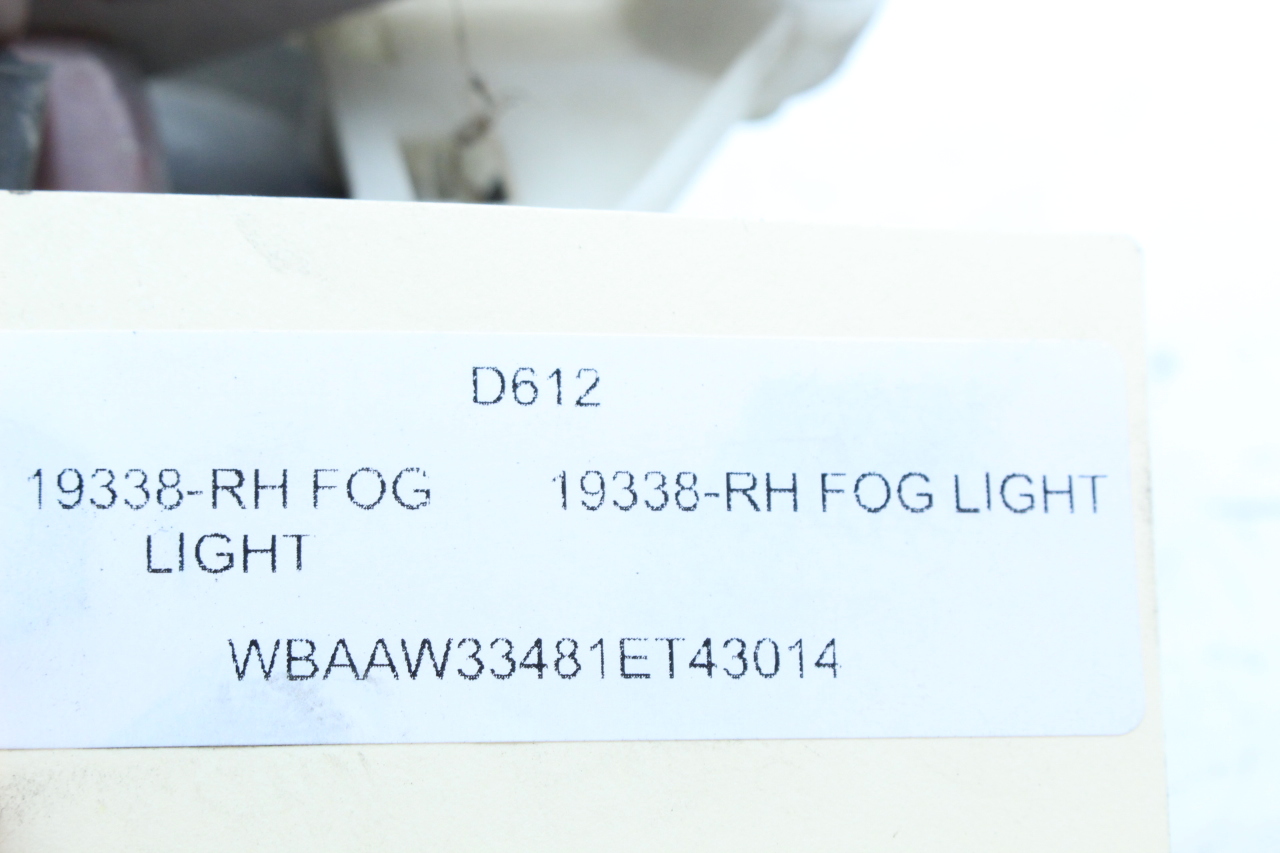 D612
19338-RH FOG LIGHT
19338-RH FOG
LIGHT
WBAAW33481ET43014